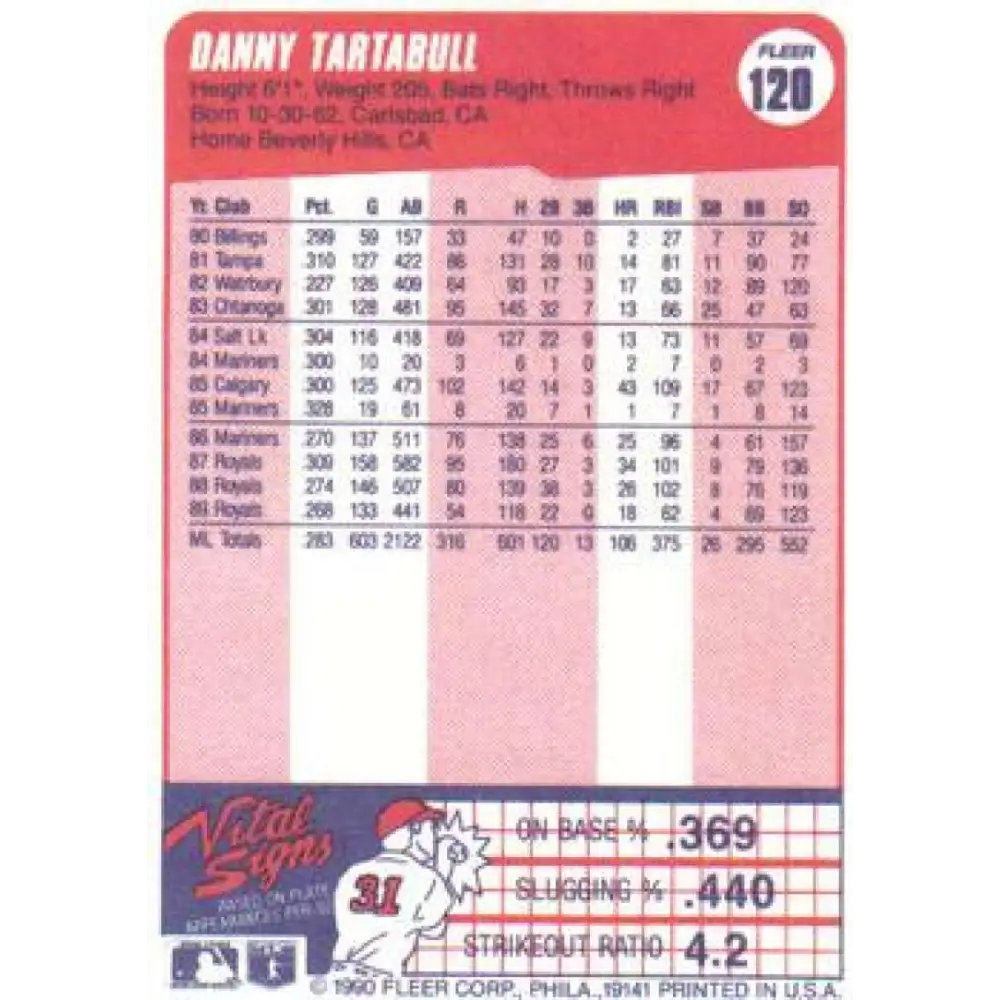 DANNY TARTABULL
FLEER
120
Height 6'1", Weight 205, Bats Right, Throws Right
Born 10-30-62, Carlsbad, CA
Home Beverly Hills, CA
Yr. Club Pct. G AB R H 2B 3B HR RBI SB BB SO
80 Billings .299 59 157 33 47 10 0 2 27 7 37 24
81 Tampa .310 127 422 86 131 28 10 14 81 11 90 77
82 Watrbury .227 126 409 64 93 17 3 17 63 12 89 120
83 Chtanoga .301 128 481 95 145 32 7 13 66 25 47 63
84 Salt Lk .304 116 418 69 127 22 9 13 73 11 57 69
84 Mariners .300 10 20 3 6 1 0 2 7 0 2 3
85 Calgary .300 125 473 102 142 14 3 43 109 17 67 123
85 Mariners .328 19 61 8 20 7 1 1 7 1 8 14
86 Mariners .270 137 511 76 138 25 6 25 96 4 61 157
87 Royals .309 158 582 95 180 27 3 34 101 9 79 136
88 Royals .274 146 507 80 139 38 3 26 102 8 76 119
89 Royals .268 133 441 54 118 22 0 18 62 4 69 123
ML Totals .283 603 2122 316 601 120 13 106 375 26 295 552
Vital Signs
BASED ON PLATE
31
ON BASE % .369
SLUGGING % .440
STRIKEOUT RATIO 4.2
© 1990 FLEER CORP., PHILA., 19141 PRINTED IN U.S.A.